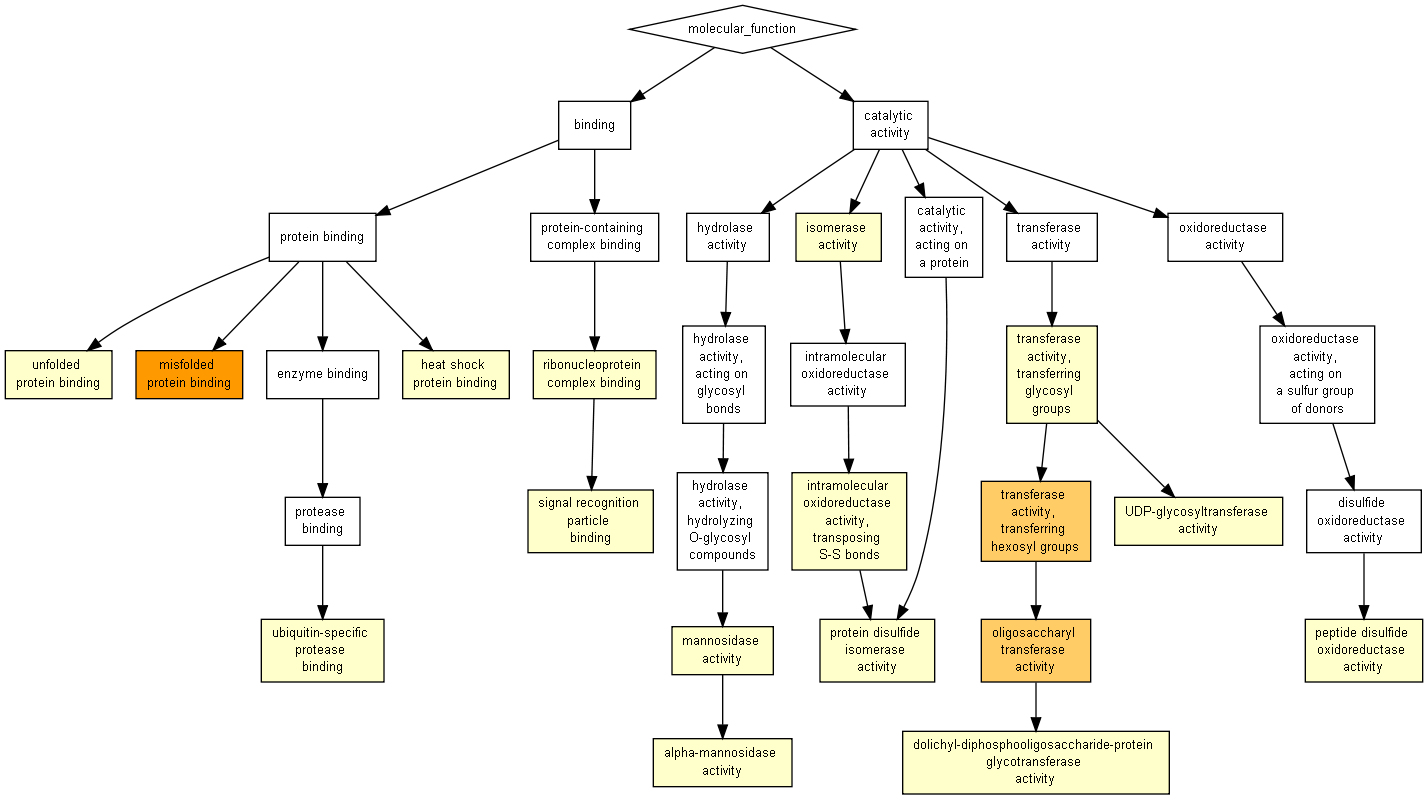 molecular_function
binding
catalytic
activity
protein binding
protein-containing
complex binding
hydrolase
activity
isomerase
activity
catalytic
activity,
acting on
a protein
transferase
activity
oxidoreductase
activity
unfolded
protein binding
misfolded
protein binding
enzyme binding
heat shock
protein binding
ribonucleoprotein
complex binding
hydrolase
activity,
acting on
glycosyl
bonds
intramolecular
oxidoreductase
activity
transferase
activity,
transferring
glycosyl
groups
oxidoreductase
activity,
acting on
a sulfur group
of donors
protease
binding
signal recognition
particle
binding
hydrolase
activity,
hydrolyzing
O-glycosyl
compounds
intramolecular
oxidoreductase
activity,
transposing
S-S bonds
transferase
activity,
transferring
hexosyl groups
UDP-glycosyltransferase
activity
disulfide
oxidoreductase
activity
ubiquitin-specific
protease
binding
mannosidase
activity
protein disulfide
isomerase
activity
oligosaccharyl
transferase
activity
peptide disulfide
oxidoreductase
activity
alpha-mannosidase
activity
dolichyl-diphosphooligosaccharide-protein
glycotransferase
activity